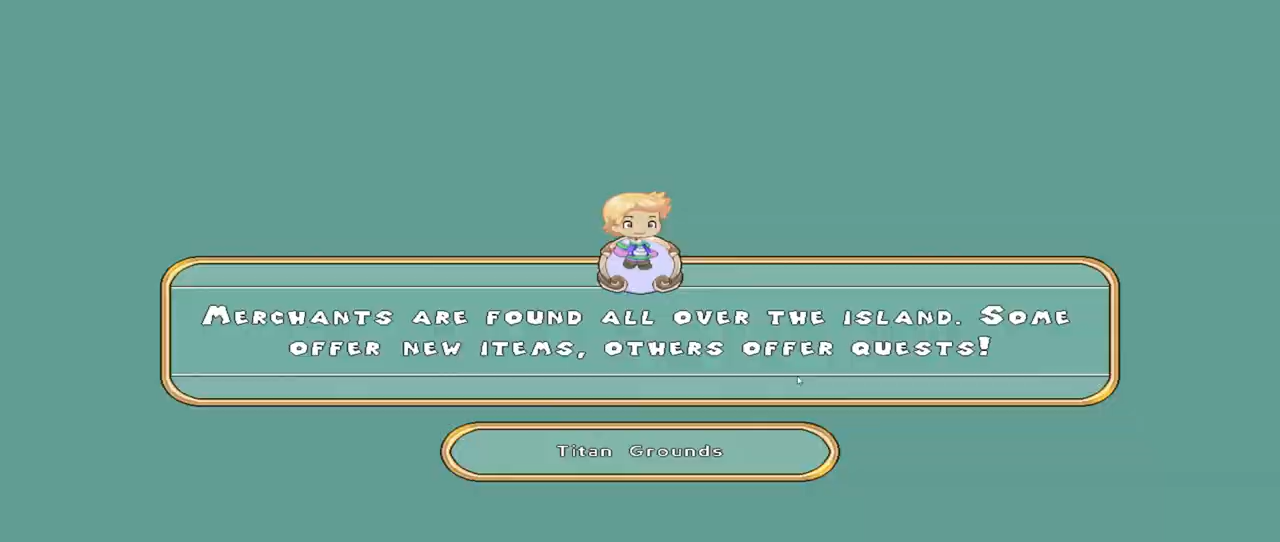 Merchants are found all over the island. Some
offer new items, others offer quests!
Titan Grounds